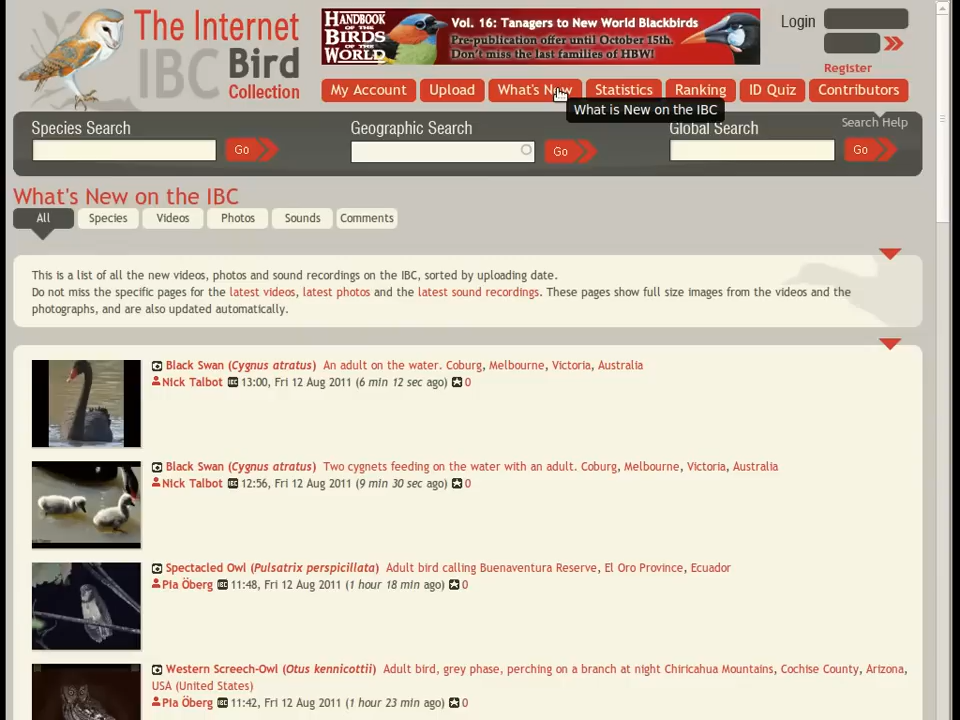 The Internet
IBC Bird
Collection
HANDBOOK
OF THE
BIRDS
OF THE
WORLD
Vol. 16: Tanagers to New World Blackbirds
Pre-publication offer until October 15th.
Don't miss the last families of HBW!
Login
Register
My Account
Upload
What's New
Statistics
Ranking
ID Quiz
Contributors
What is New on the IBC
Species Search
Go
Geographic Search
Go
Global Search
Search Help
Go
What's New on the IBC
All
Species
Videos
Photos
Sounds
Comments
This is a list of all the new videos, photos and sound recordings on the IBC, sorted by uploading date.
Do not miss the specific pages for the latest videos, latest photos and the latest sound recordings. These pages show full size images from the videos and the
photographs, and are also updated automatically.
Black Swan (Cygnus atratus) An adult on the water. Coburg, Melbourne, Victoria, Australia
Nick Talbot IBC 13:00, Fri 12 Aug 2011 (6 min 12 sec ago) 0
Black Swan (Cygnus atratus) Two cygnets feeding on the water with an adult. Coburg, Melbourne, Victoria, Australia
Nick Talbot IBC 12:56, Fri 12 Aug 2011 (9 min 30 sec ago) 0
Spectacled Owl (Pulsatrix perspicillata) Adult bird calling Buenaventura Reserve, El Oro Province, Ecuador
Pia Öberg IBC 11:48, Fri 12 Aug 2011 (1 hour 18 min ago) 0
Western Screech-Owl (Otus kennicottii) Adult bird, grey phase, perching on a branch at night Chiricahua Mountains, Cochise County, Arizona,
USA (United States)
Pia Öberg IBC 11:42, Fri 12 Aug 2011 (1 hour 23 min ago) 0